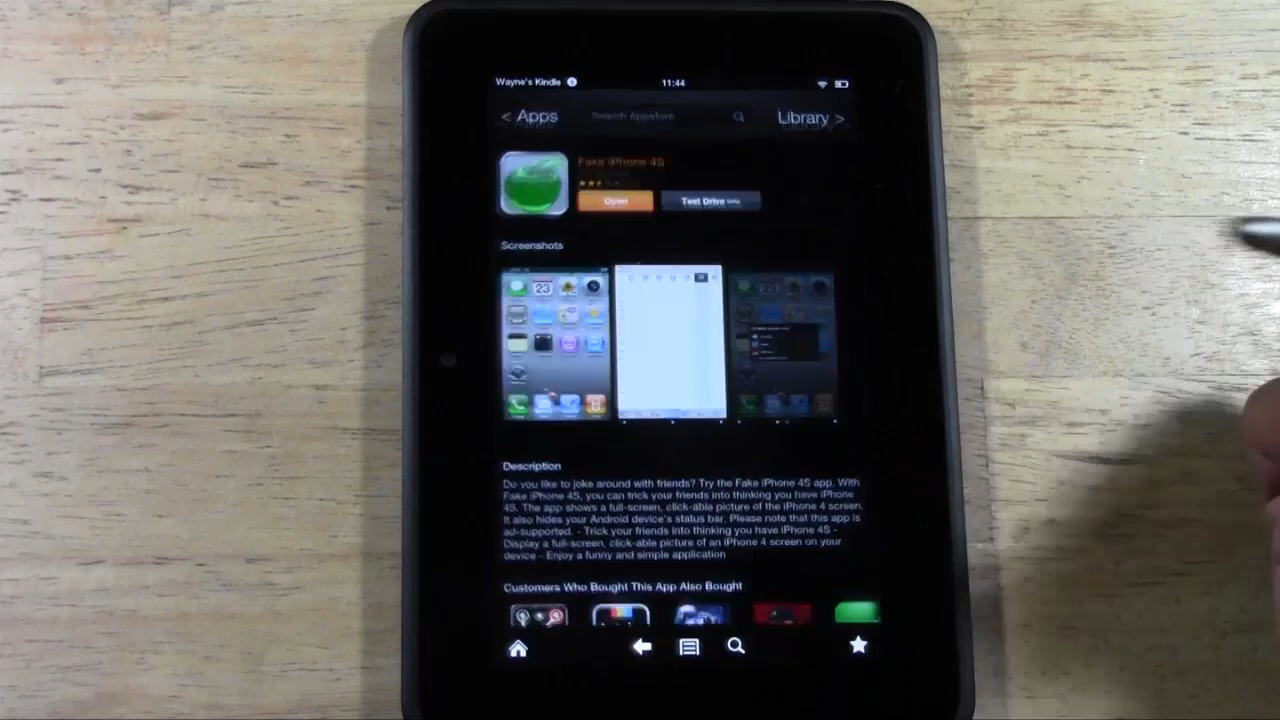 Wayne's Kindle 11:44
< Apps Search Appstore Library >
Fake iPhone 4S
Open Test Drive beta
Screenshots
23 23
Description
Do you like to joke around with friends? Try the Fake iPhone 4S app. With
Fake iPhone 4S, you can trick your friends into thinking you have iPhone
4S. The app shows a full-screen, click-able picture of the iPhone 4 screen.
It also hides your Android device's status bar. Please note that this app is
ad-supported. - Trick your friends into thinking you have iPhone 4S -
Display a full-screen, click-able picture of an iPhone 4 screen on your
device - Enjoy a funny and simple application
Customers Who Bought This App Also Bought